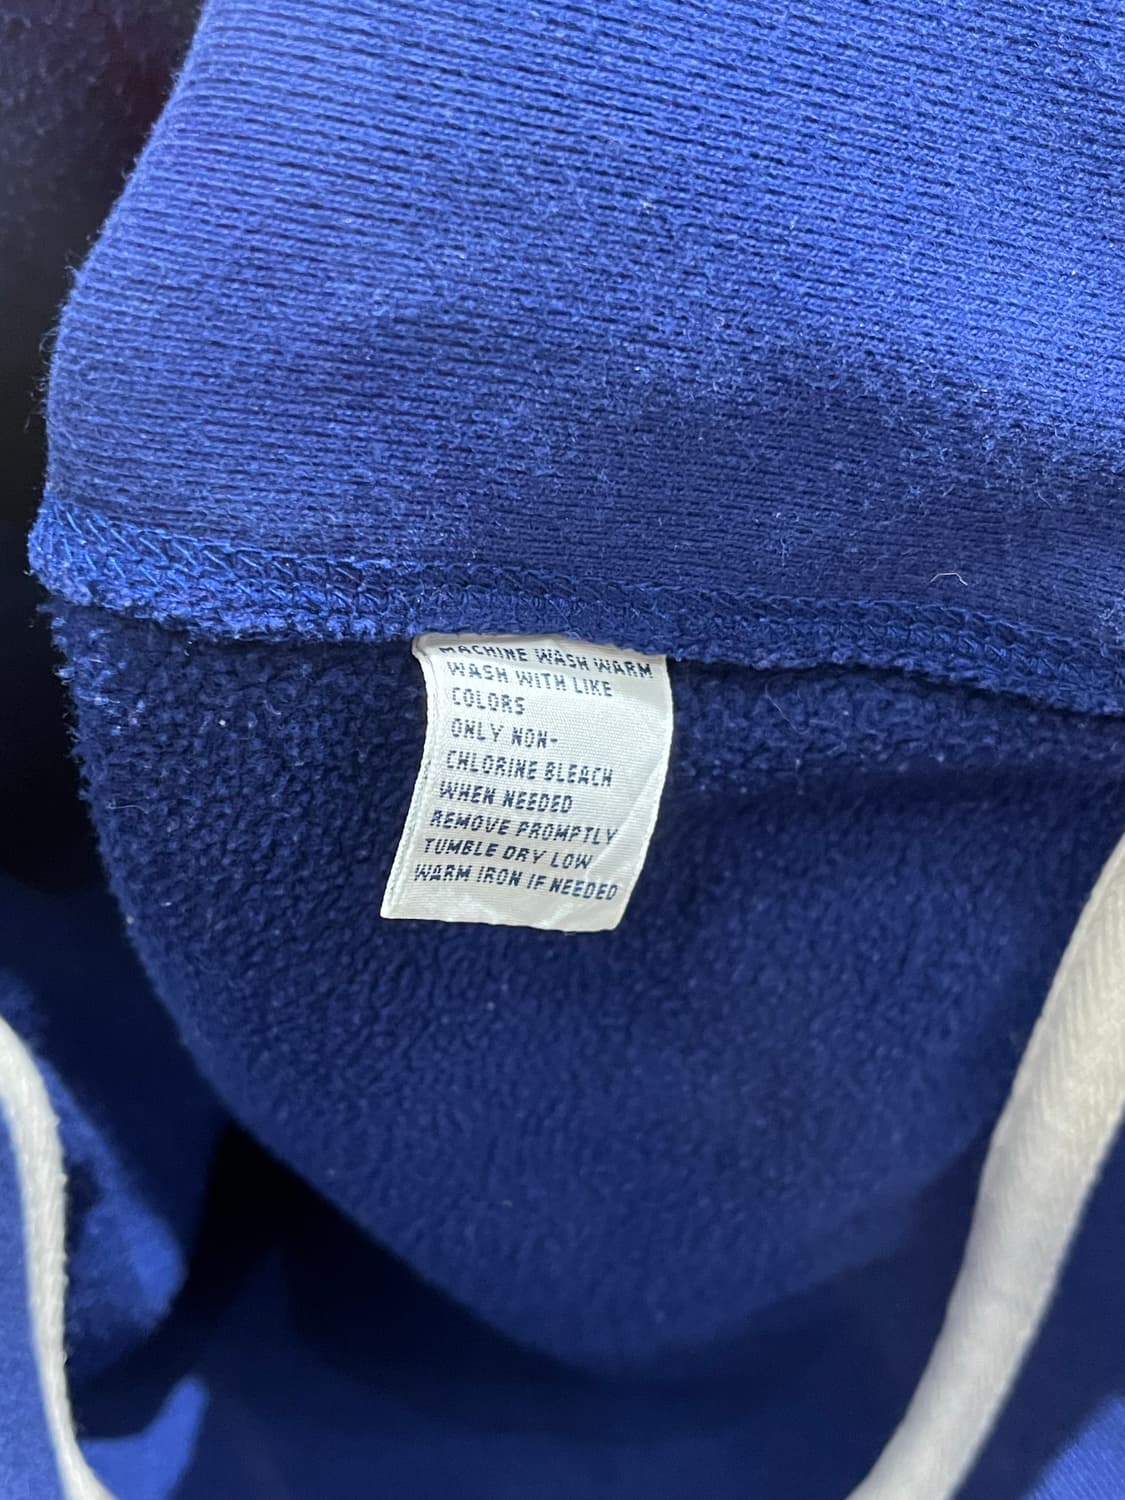 MACHINE WASH WARM
WASH WITH LIKE
COLORS
ONLY NON-
CHLORINE BLEACH
WHEN NEEDED
REMOVE PROMPTLY
TUMBLE DRY LOW
WARM IRON IF NEEDED